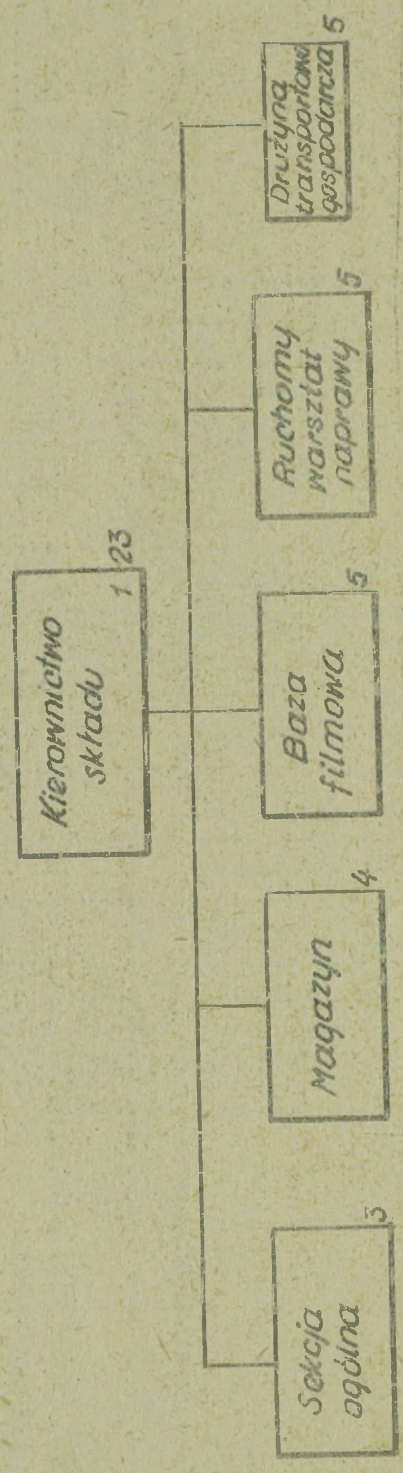 Kierownictwo
składu
1
23
Sekcja
ogólna
3
Magazyn
4
Baza
filmowa
5
Ruchomy
warsztat
naprawy
5
Drużyna
transportowo
gospodarcza
5